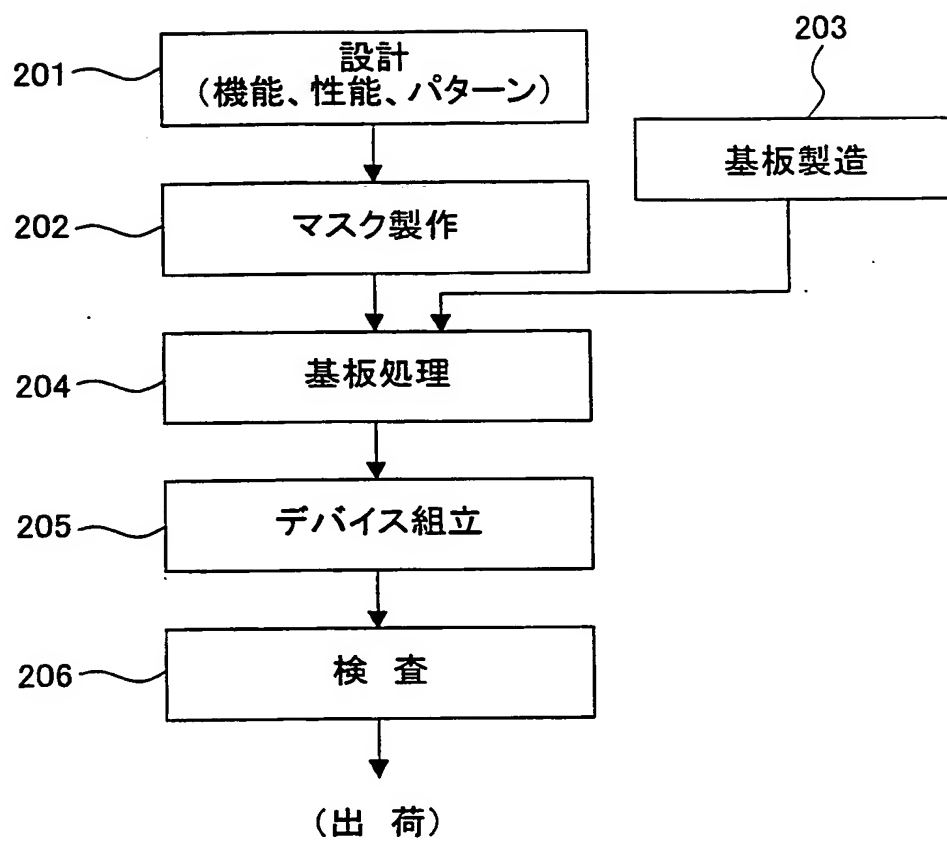 201
設計
(機能、性能、パターン)
203
基板製造
202
マスク製作
204
基板処理
205
デバイス組立
206
検 査
(出 荷)